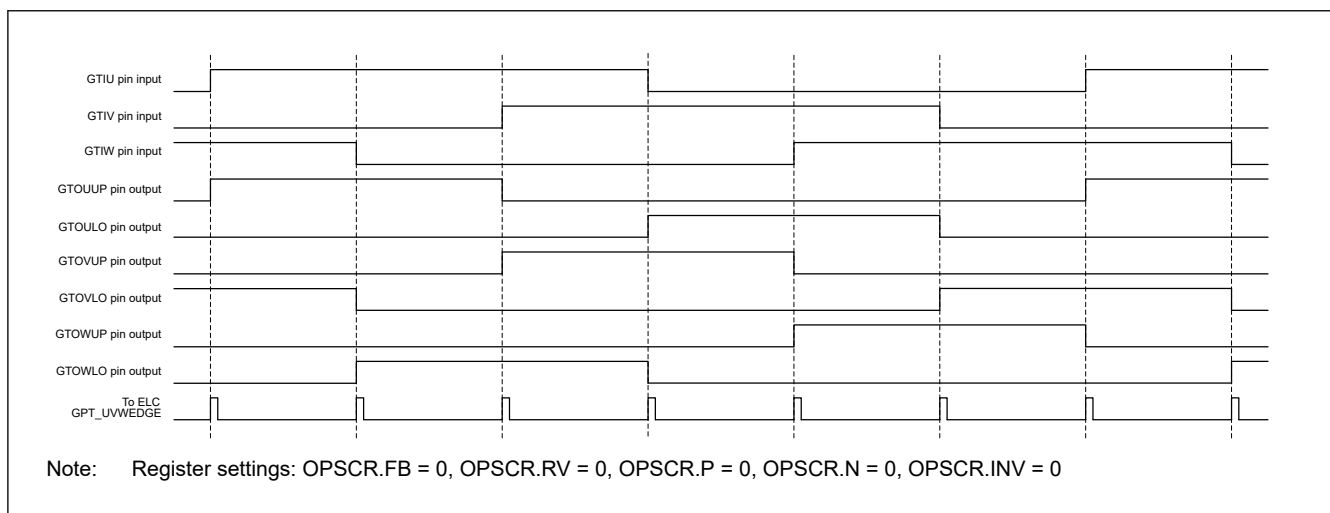 GTIU pin input
GTIV pin input
GTIW pin input
GTOUUP pin output
GTOULO pin output
GTOVUP pin output
GTOVLO pin output
GTOWUP pin output
GTOWLO pin output
To ELC
GPT_UVWEDGE
Note: Register settings: OPSCR.FB = 0, OPSCR.RV = 0, OPSCR.P = 0, OPSCR.N = 0, OPSCR.INV = 0